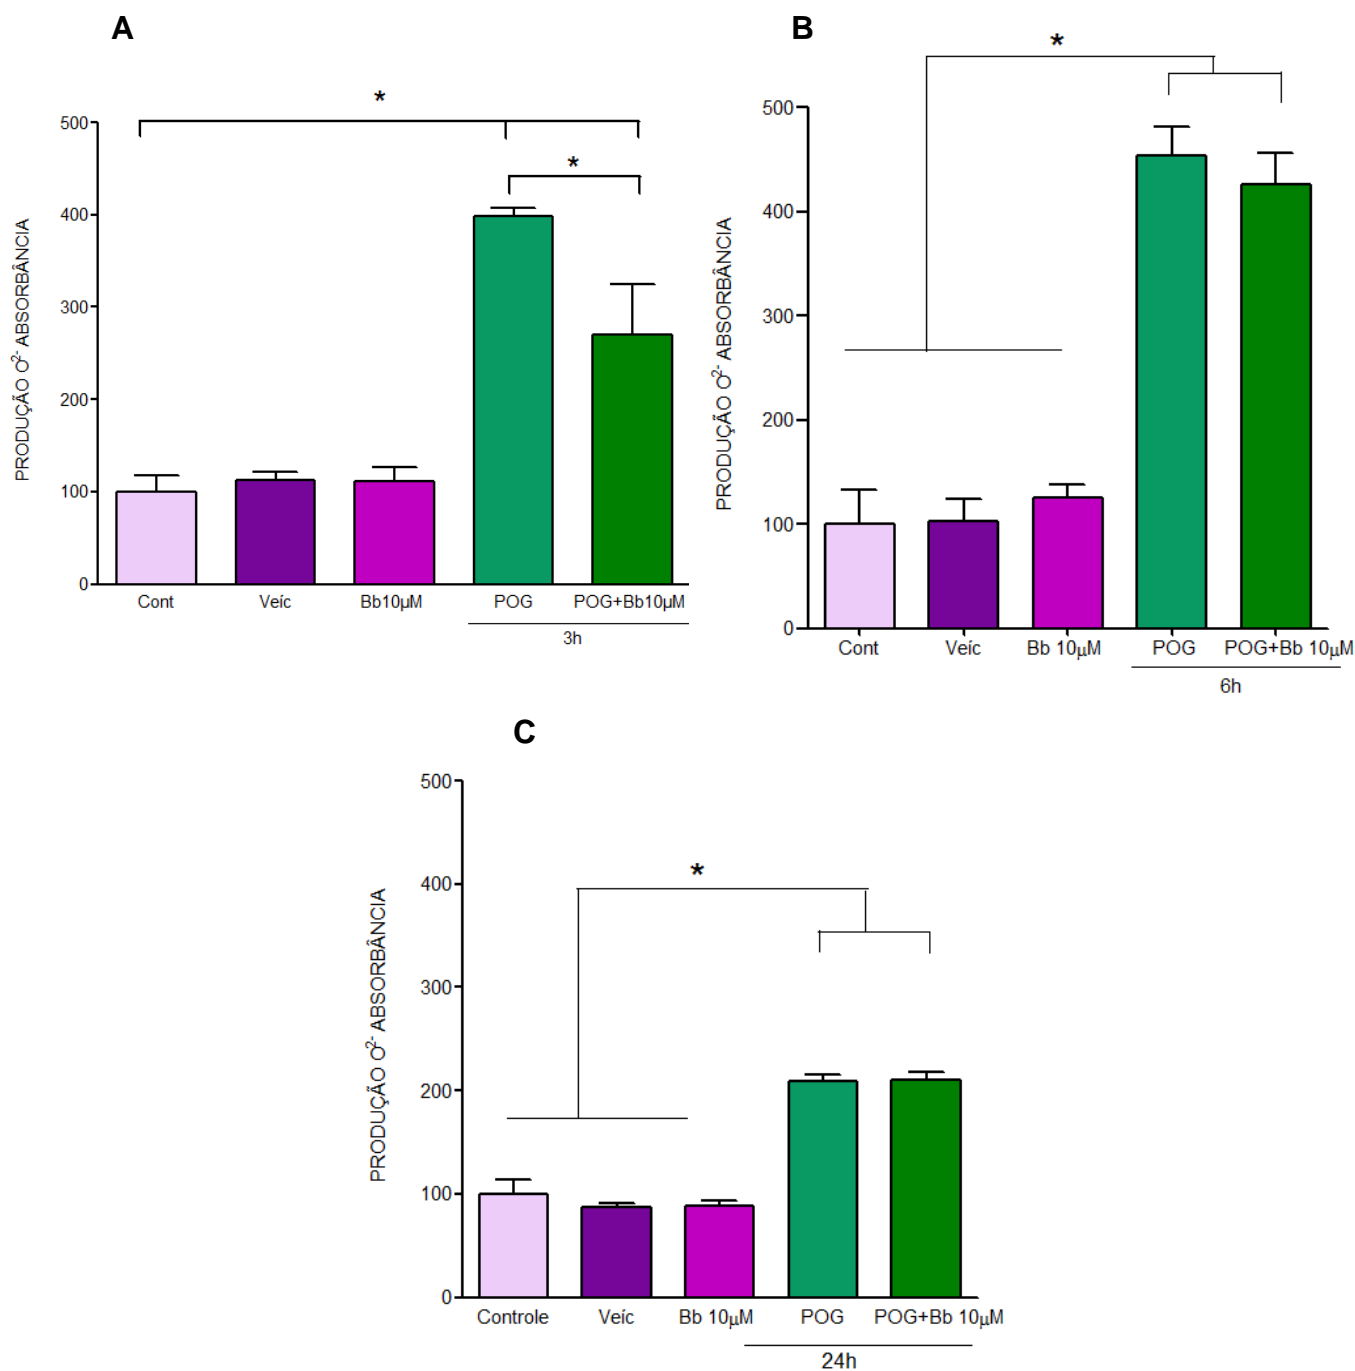 A
*
*
500
400
300
200
100
0
PRODUÇÃO O²⁻ ABSORBÂNCIA
Cont Veíc Bb10µM POG POG+Bb10µM
3h
B
*
500
400
300
200
100
0
PRODUÇÃO O²⁻ ABSORBÂNCIA
Cont Veíc Bb 10µM POG POG+Bb 10µM
6h
C
*
500
400
300
200
100
0
PRODUÇÃO O²⁻ ABSORBÂNCIA
Controle Veíc Bb 10µM POG POG+Bb 10µM
24h